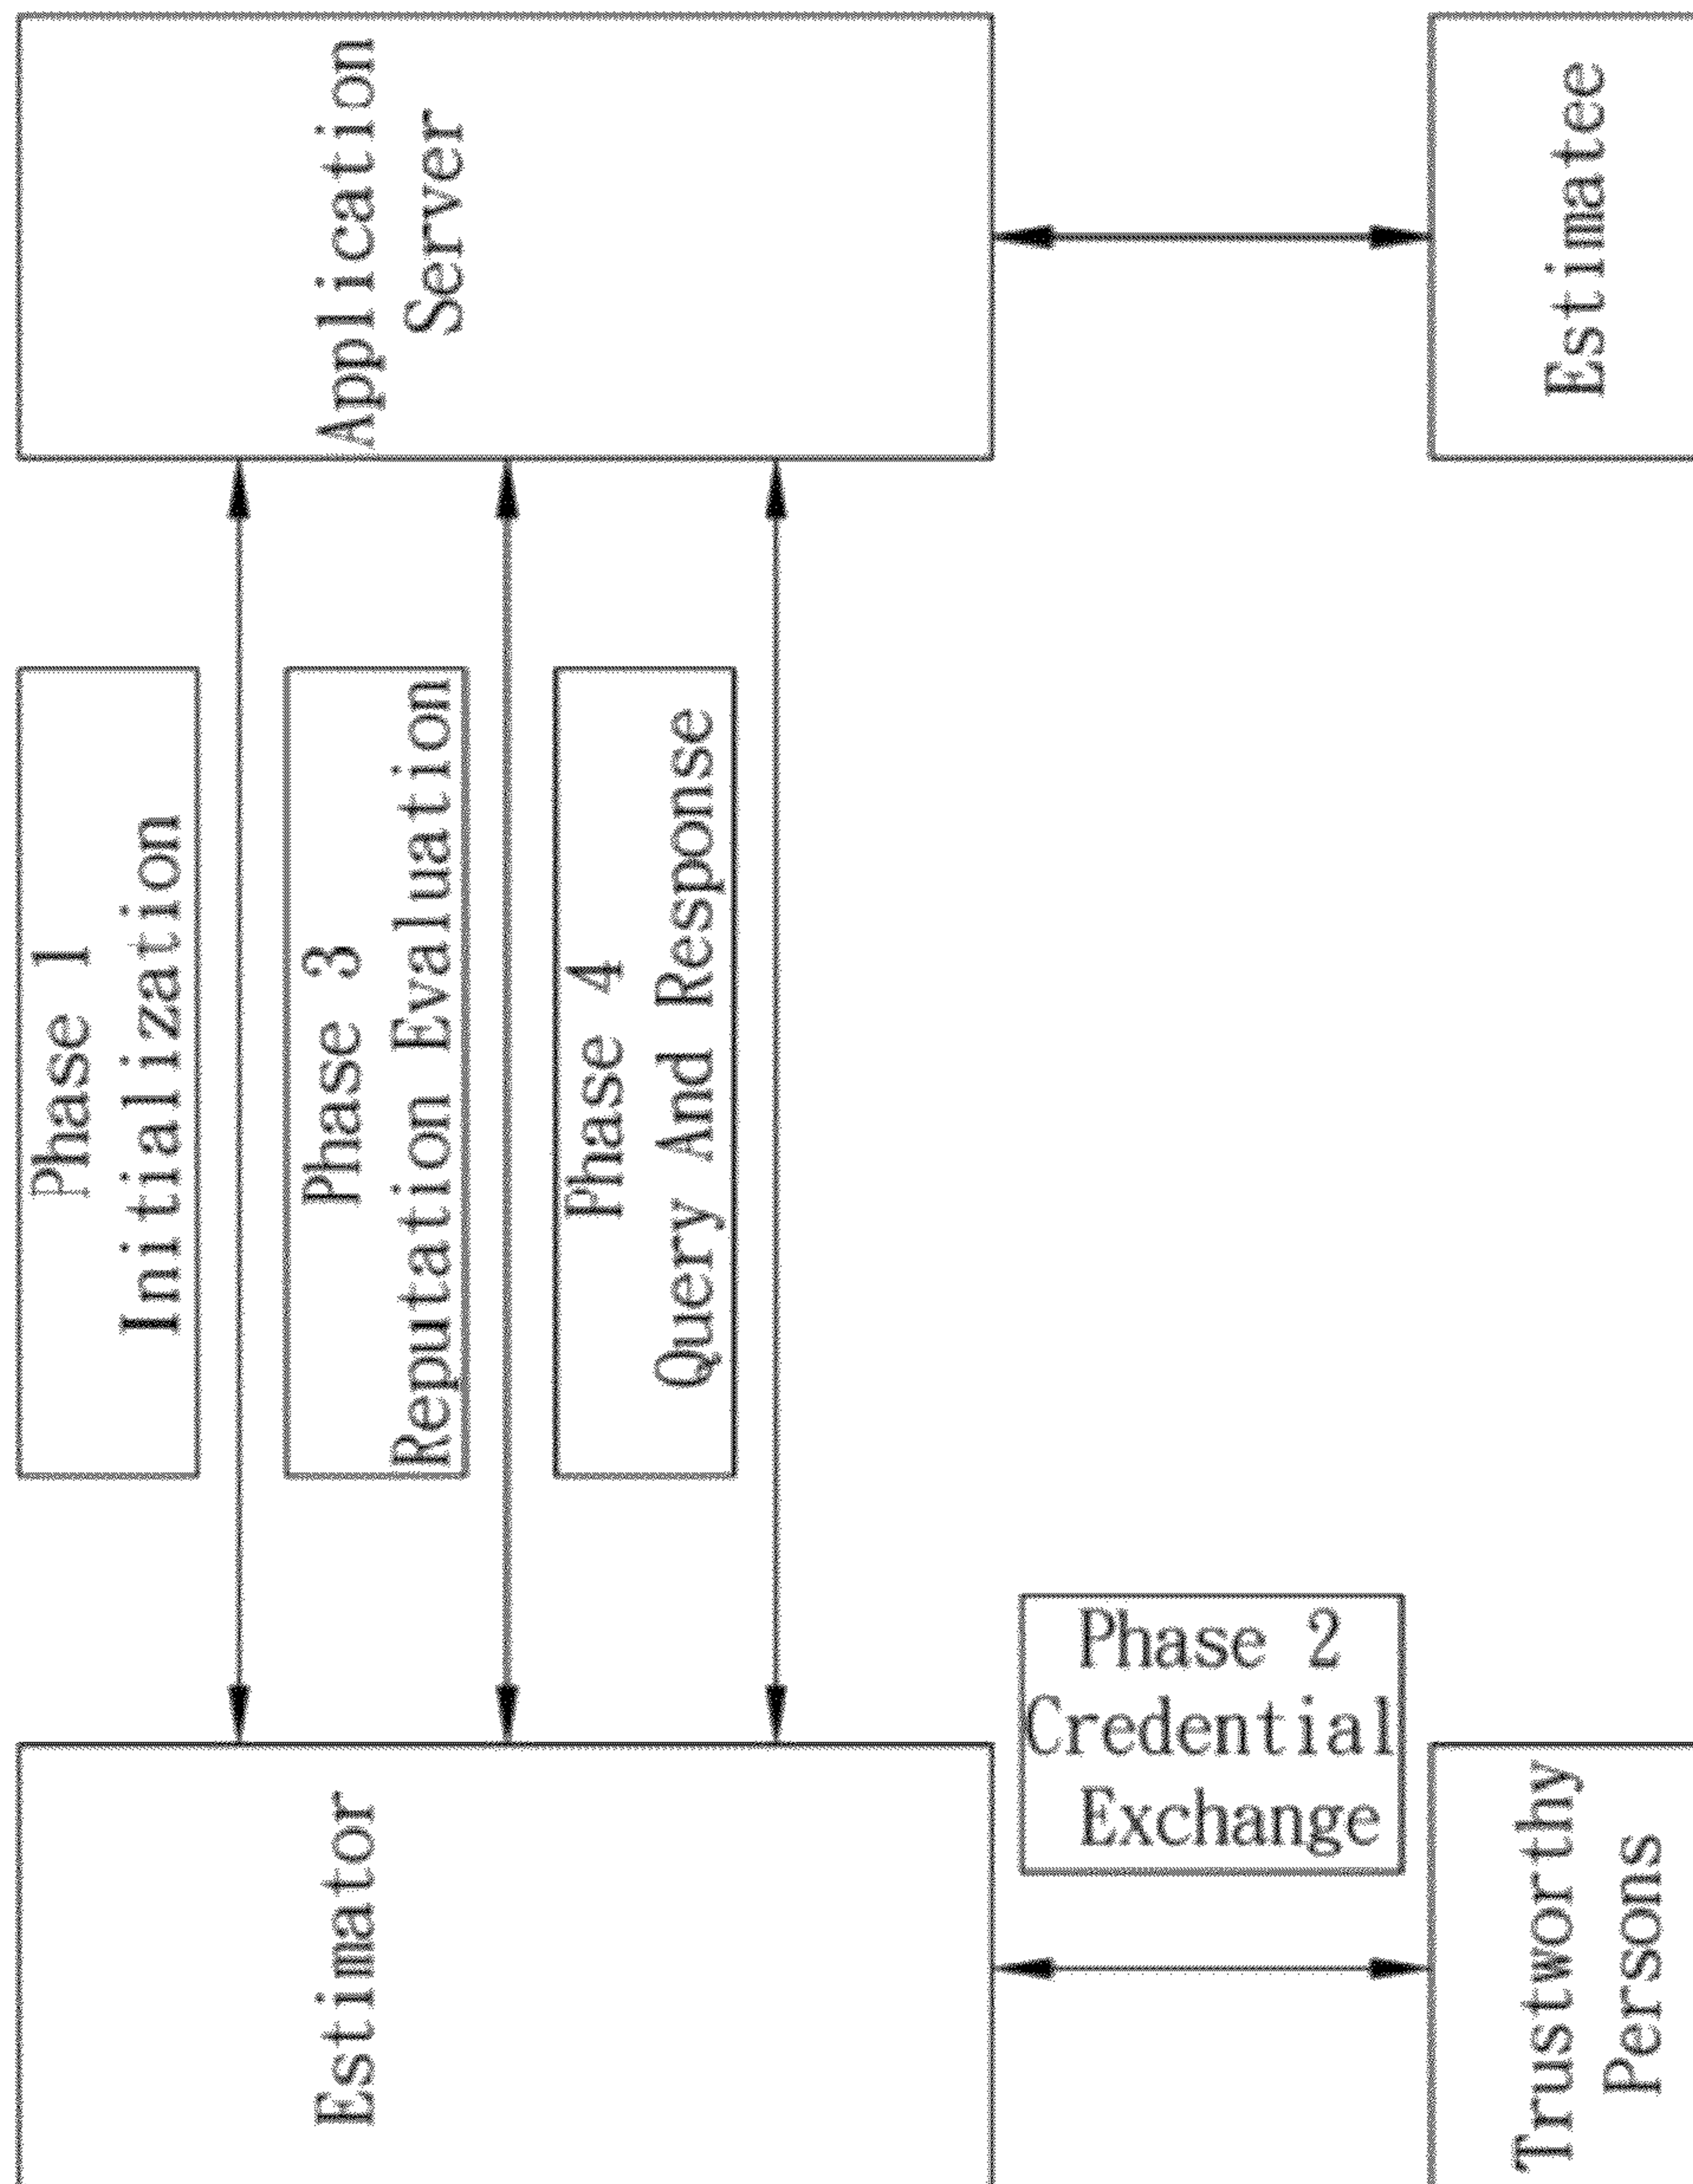 Estimator
Phase 1
Initialization
Phase 3
Reputation Evaluation
Phase 4
Query And Response
Application
Server
Phase 2
Credential
Exchange
Trustworthy
Persons
Estimatee